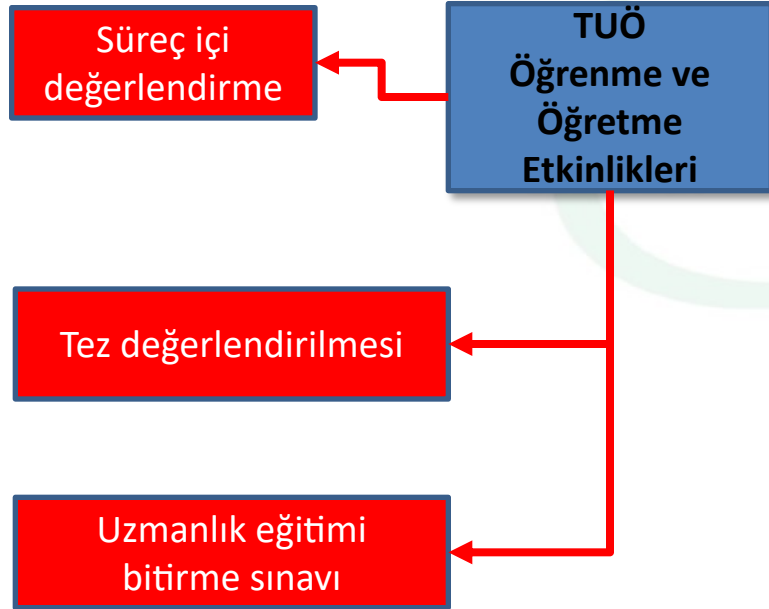 Süreç içi
değerlendirme
TUÖ
Öğrenme ve
Öğretme
Etkinlikleri
Tez değerlendirilmesi
Uzmanlık eğitimi
bitirme sınavı